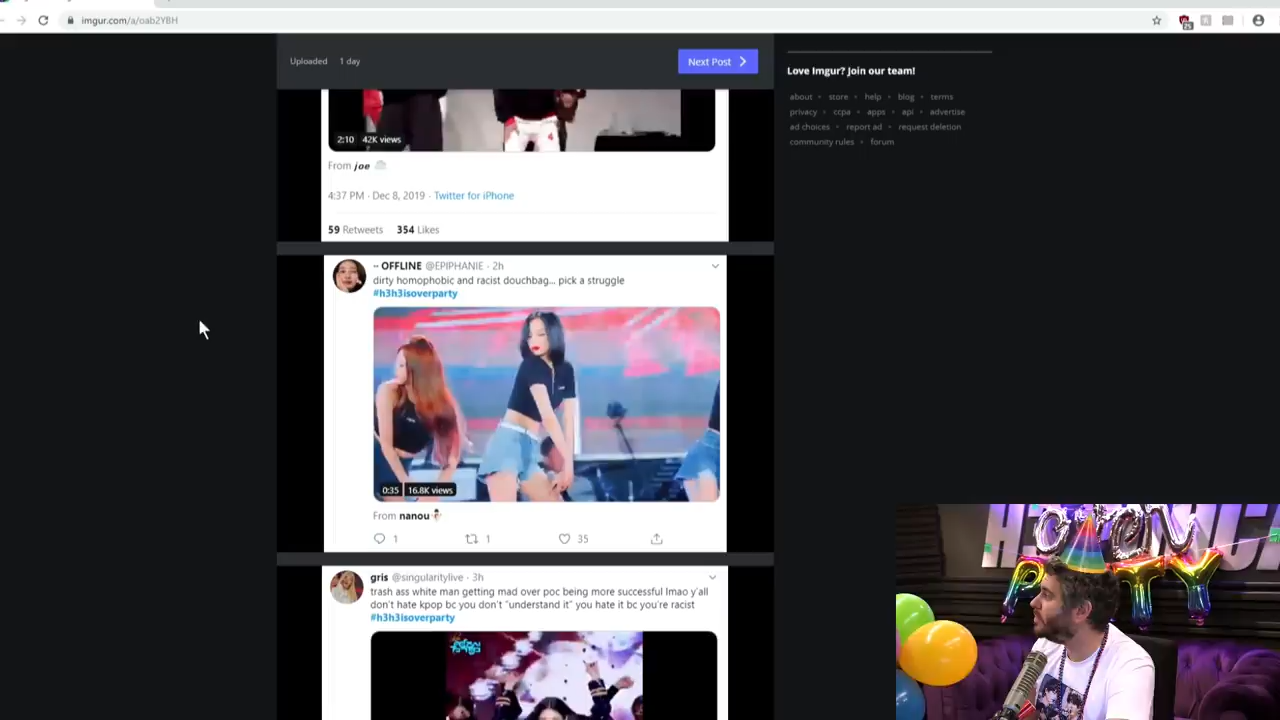 imgur.com/a/oab2YBH
Uploaded 1 day
Next Post
Love Imgur? Join our team!
about • store • help • blog • terms
privacy • ccpa • apps • api • advertise
ad choices • report ad • request deletion
community rules • forum
2:10 42K views
From joe
4:37 PM · Dec 8, 2019 · Twitter for iPhone
59 Retweets 354 Likes
OFFLINE @EPIPHANIE · 2h
dirty homophobic and racist douchbag... pick a struggle
#h3h3isoverparty
0:35 16.8K views
From nanou
1 1 35
gris @singularitylive · 3h
trash ass white man getting mad over poc being more successful lmao y'all
don't hate kpop bc you don't "understand it" you hate it bc you're racist
#h3h3isoverparty
PARTY